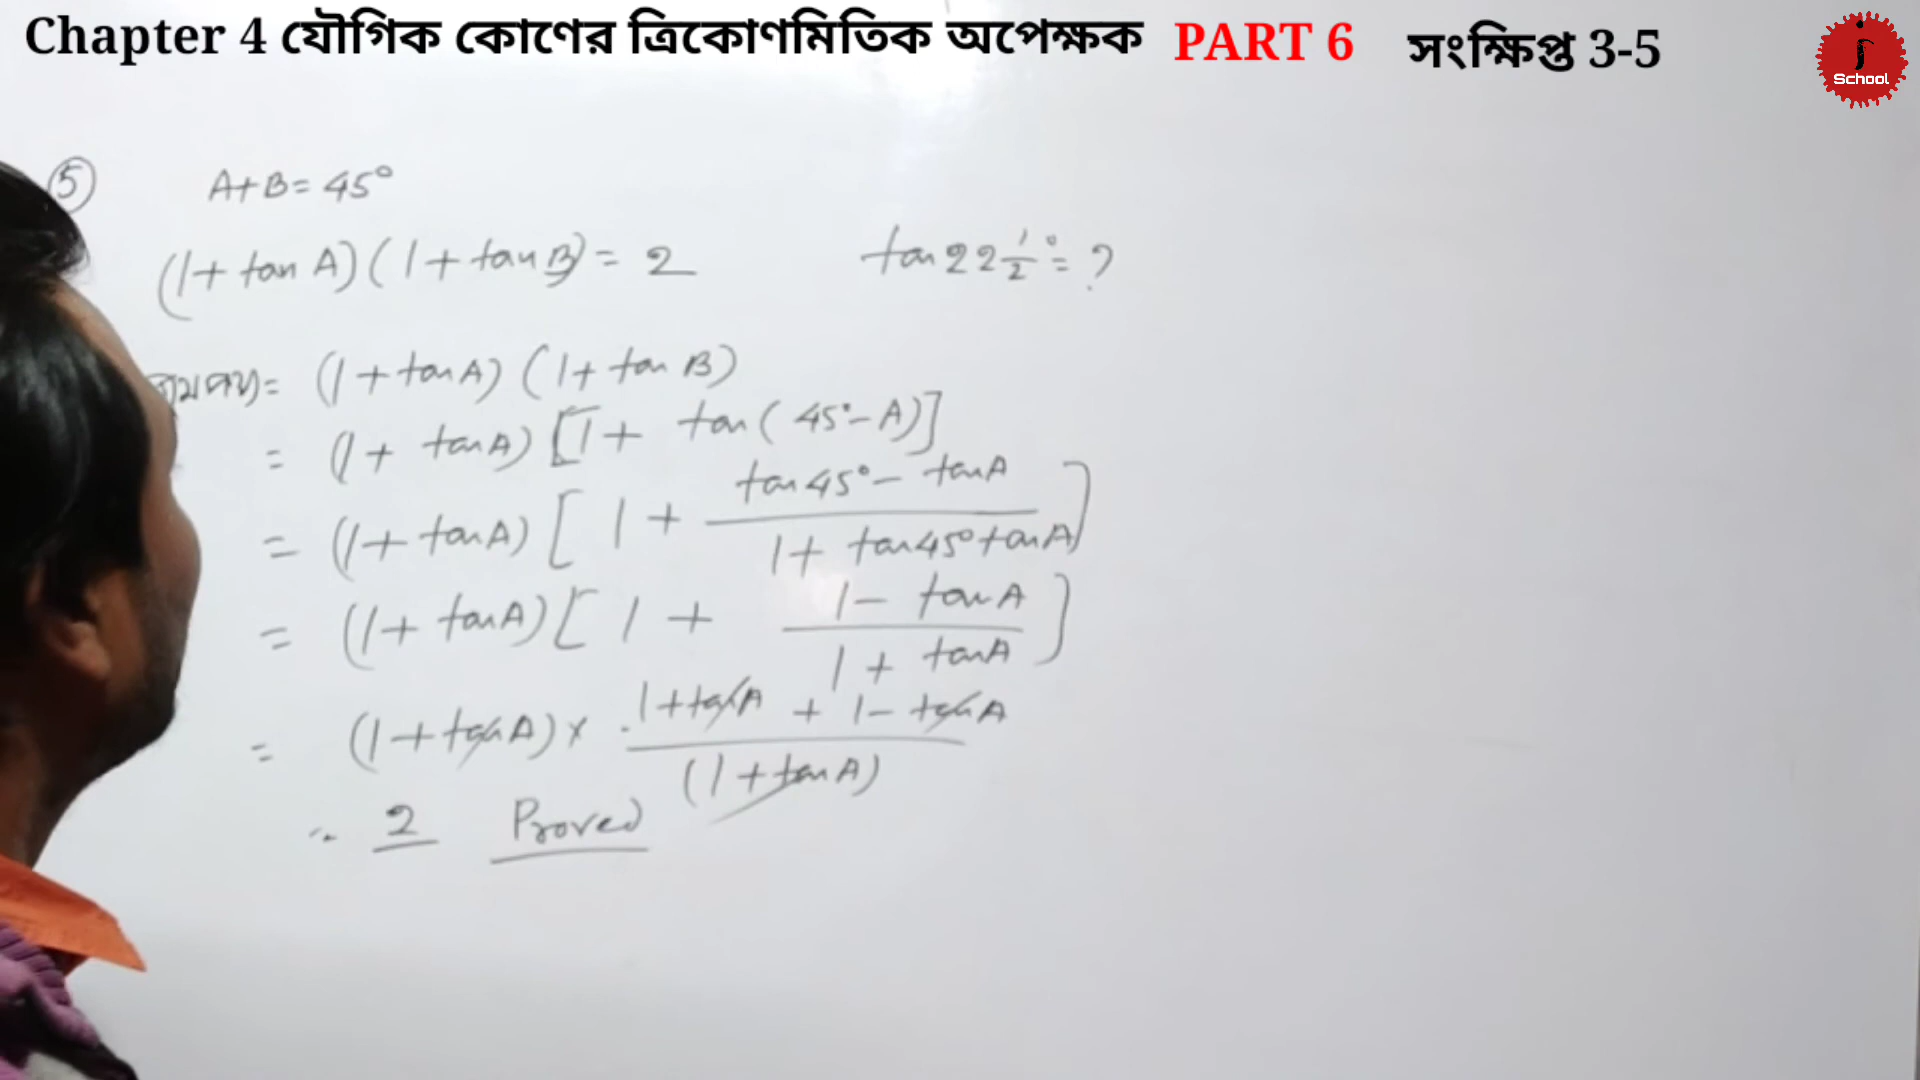 Chapter 4 যৌগিক কোণের ত্রিকোণমিতিক অপেক্ষক PART 6 সংক্ষিপ্ত 3-5
j School
5 A+B = 45°
(1 + tan A) (1 + tan B) = 2 tan 22 1/2° = ?
= (1 + tan A) (1 + tan B)
= (1 + tan A) [1 + tan (45° - A)]
= (1 + tan A) [ 1 + (tan 45° - tan A) / (1 + tan 45° tan A) ]
= (1 + tan A) [ 1 + (1 - tan A) / (1 + tan A) ]
= (1 + tan A) × (1 + tan A + 1 - tan A) / (1 + tan A)
= 2 Proved